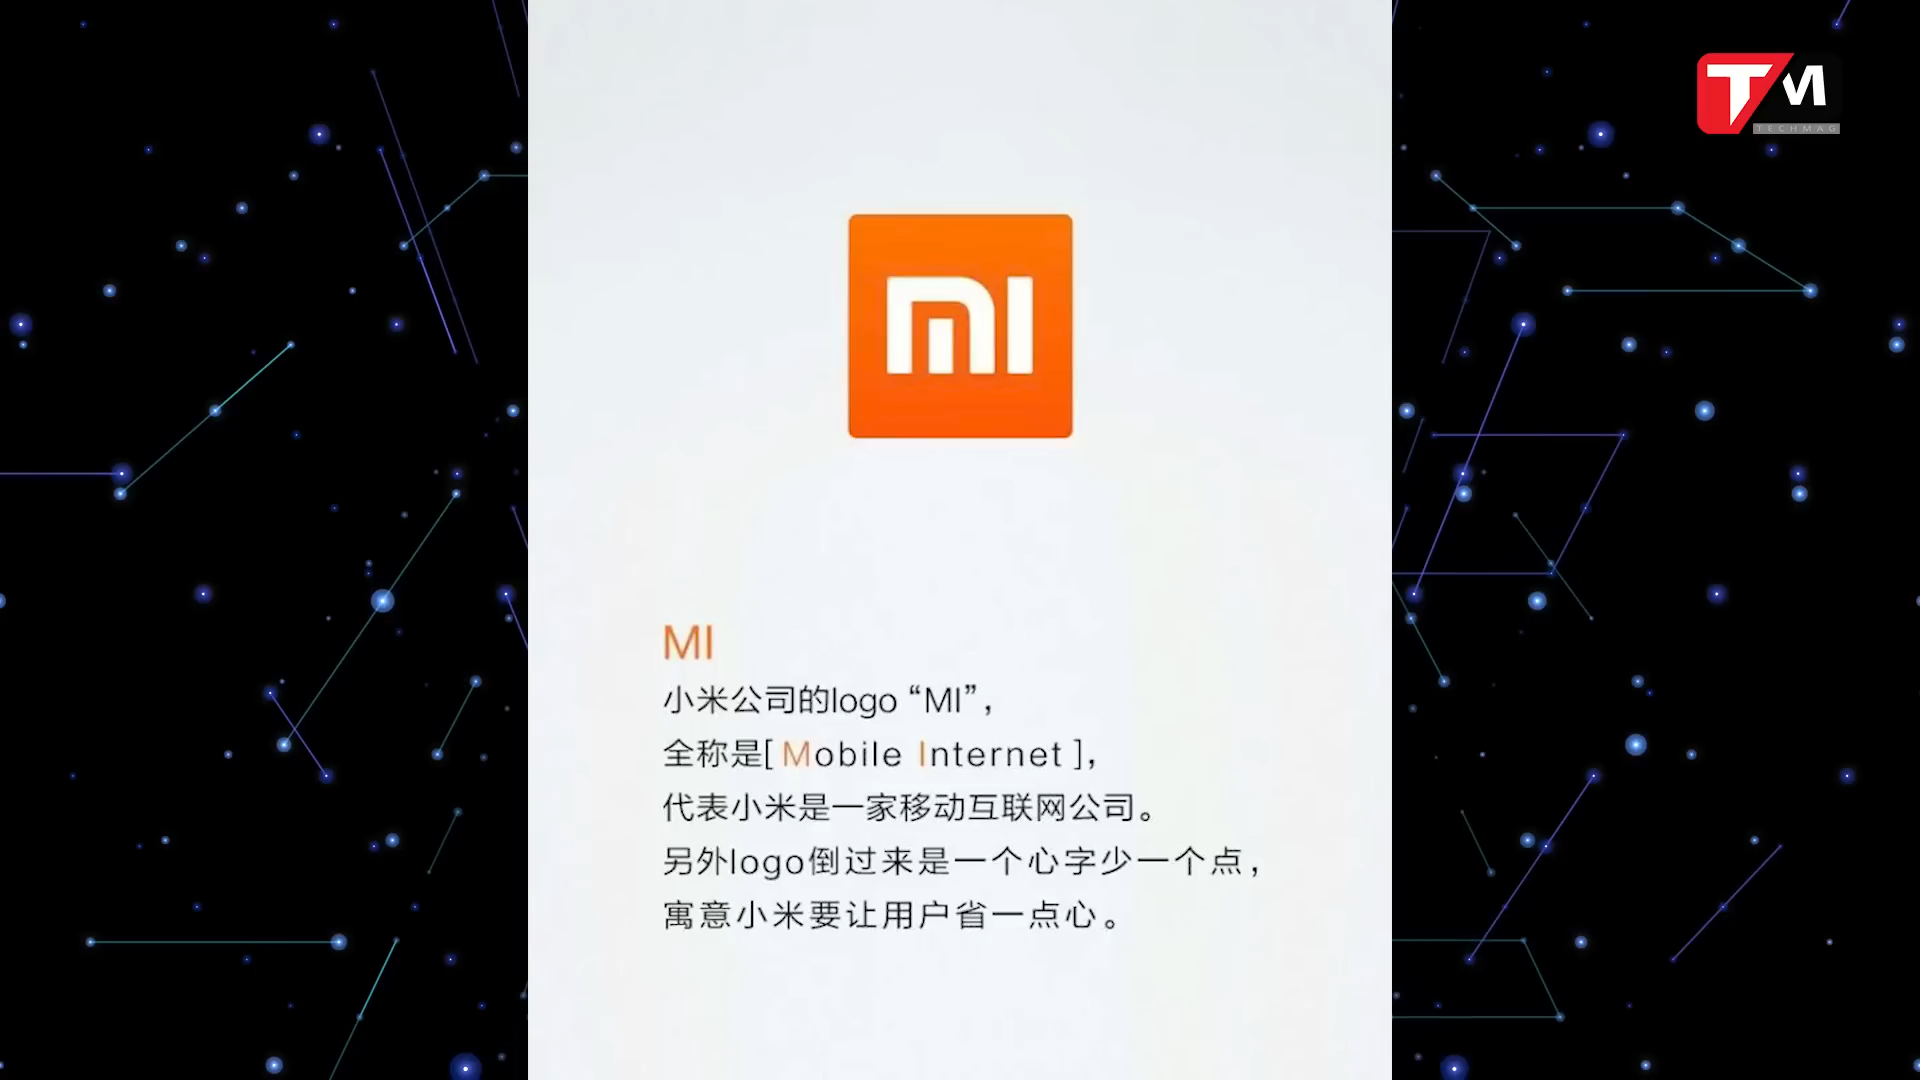 TM
TECHMAG
MI
MI
小米公司的logo “MI”，
全称是[ Mobile Internet ]，
代表小米是一家移动互联网公司。
另外logo倒过来是一个心字少一个点，
寓意小米要让用户省一点心。